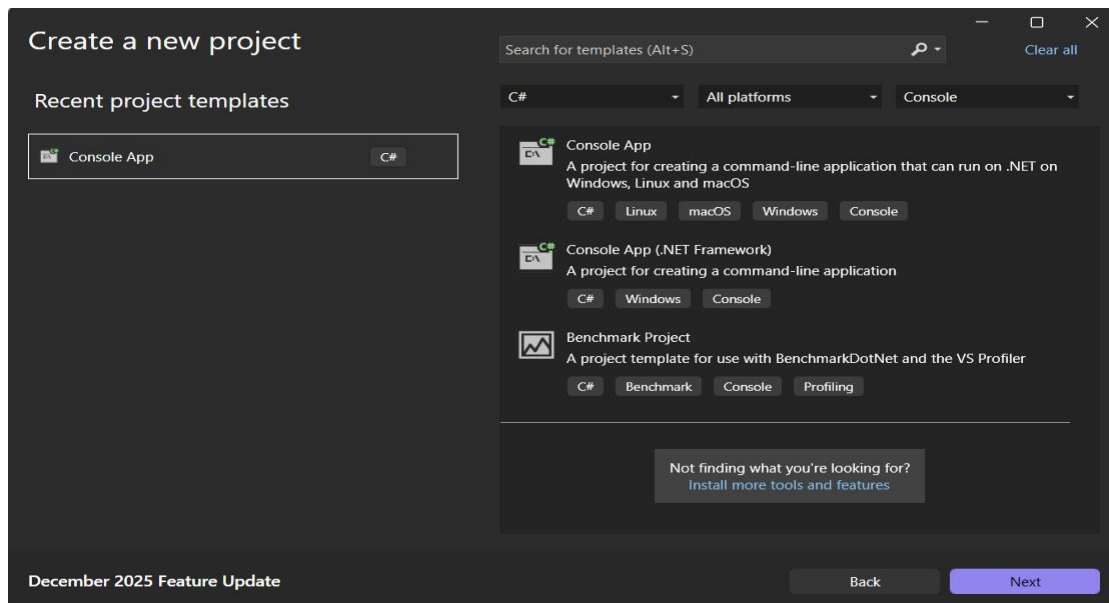 Create a new project
Search for templates (Alt+S)
Clear all
Recent project templates
C#
All platforms
Console
Console App
C#
C#
Console App
A project for creating a command-line application that can run on .NET on
Windows, Linux and macOS
C# Linux macOS Windows Console
C#
Console App (.NET Framework)
A project for creating a command-line application
C# Windows Console
Benchmark Project
A project template for use with BenchmarkDotNet and the VS Profiler
C# Benchmark Console Profiling
Not finding what you're looking for?
Install more tools and features
December 2025 Feature Update
Back
Next